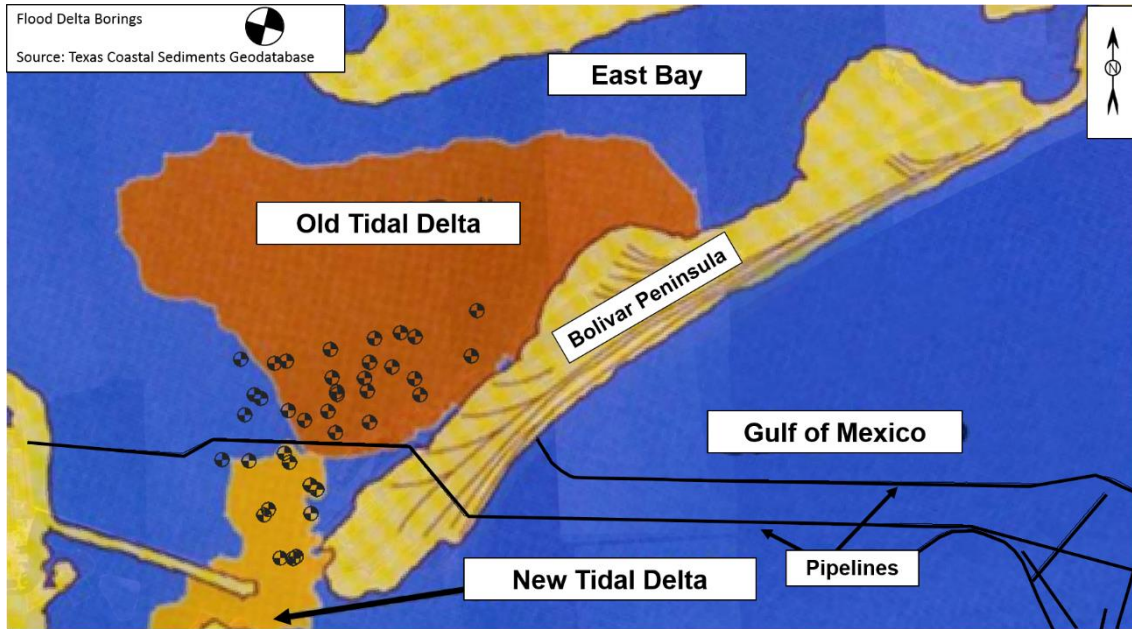 Flood Delta Borings
Source: Texas Coastal Sediments Geodatabase
N
East Bay
Old Tidal Delta
Bolivar Peninsula
Gulf of Mexico
Pipelines
New Tidal Delta